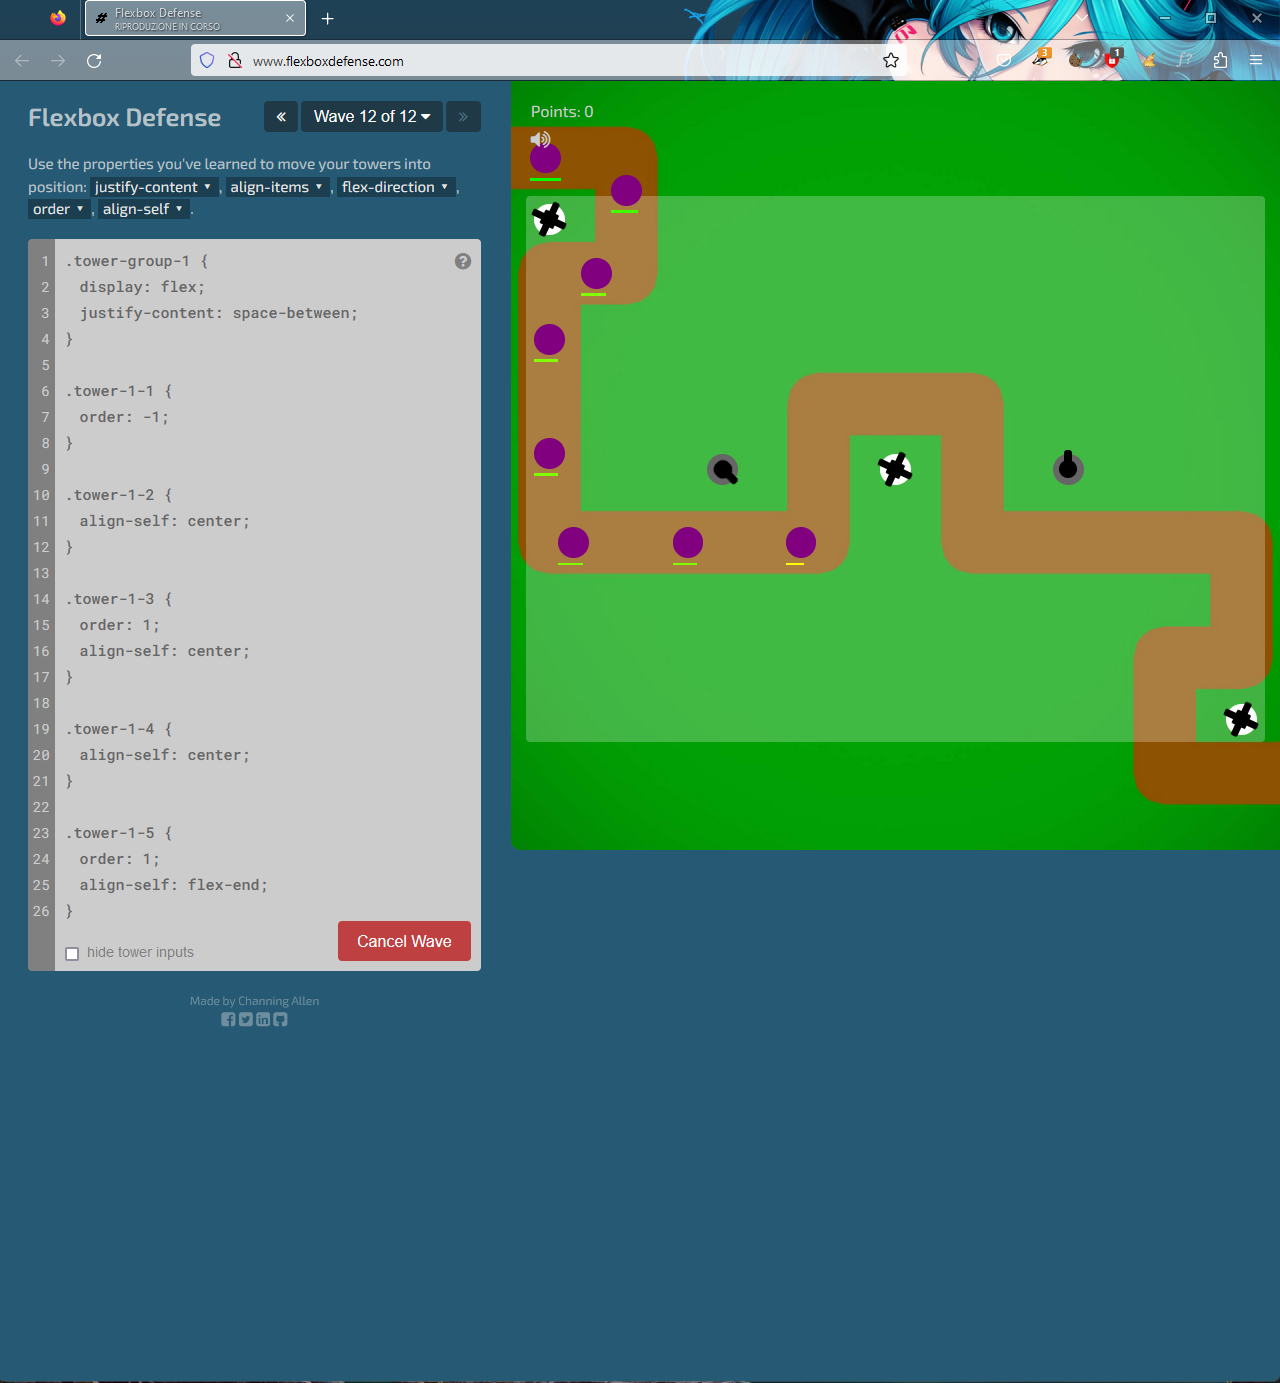 Flexbox Defense
RIPRODUZIONE IN CORSO
www.flexboxdefense.com
3
1
Flexbox Defense
Wave 12 of 12
Use the properties you've learned to move your towers into
position: justify-content ▼, align-items ▼, flex-direction ▼,
order ▼, align-self ▼.
1 .tower-group-1 {
2 display: flex;
3 justify-content: space-between;
4 }
5
6 .tower-1-1 {
7 order: -1;
8 }
9
10 .tower-1-2 {
11 align-self: center;
12 }
13
14 .tower-1-3 {
15 order: 1;
16 align-self: center;
17 }
18
19 .tower-1-4 {
20 align-self: center;
21 }
22
23 .tower-1-5 {
24 order: 1;
25 align-self: flex-end;
26 }
hide tower inputs
Cancel Wave
Made by Channing Allen
Points: 0